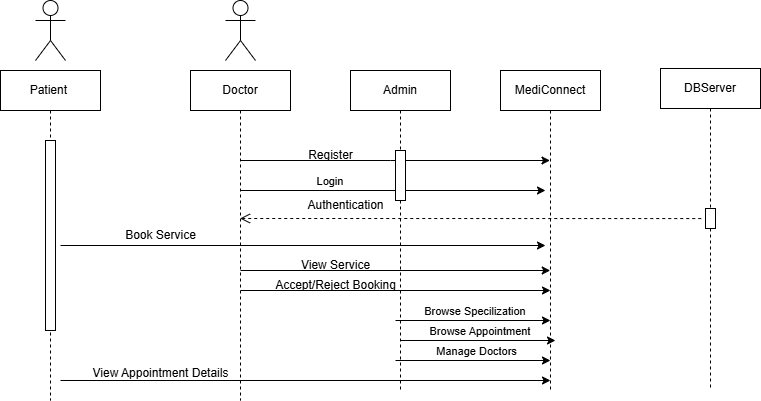 Patient
Doctor
Admin
MediConnect
DBServer
Register
Login
Authentication
Book Service
View Service
Accept/Reject Booking
Browse Specilization
Browse Appointment
Manage Doctors
View Appointment Details